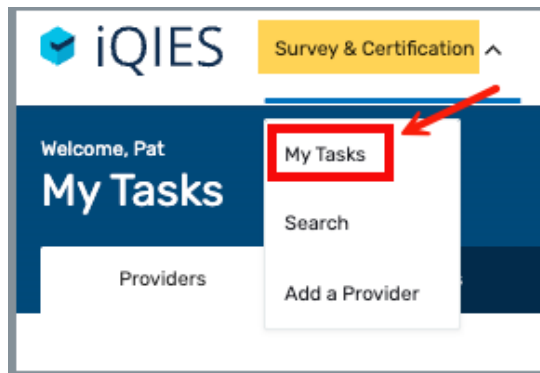 iQIES
Survey & Certification
Welcome, Pat
My Tasks
My Tasks
Search
Providers
Add a Provider